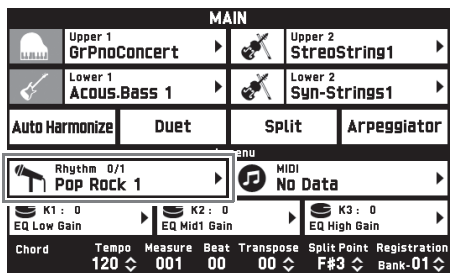 MAIN
Upper 1 Upper 2
GrPnoConcert StreoString1
Lower 1 Lower 2
Acous.Bass 1 Syn-Strings1
Auto Harmonize Duet Split Arpeggiator
enu
Rhythm 0/1 MIDI
Pop Rock 1 No Data
K1 : 0 K2 : 0 K3 : 0
EQ Low Gain EQ Mid1 Gain EQ High Gain
Chord Tempo Measure Beat Transpose Split Point Registration
120 001 00 00 F#3 Bank-01